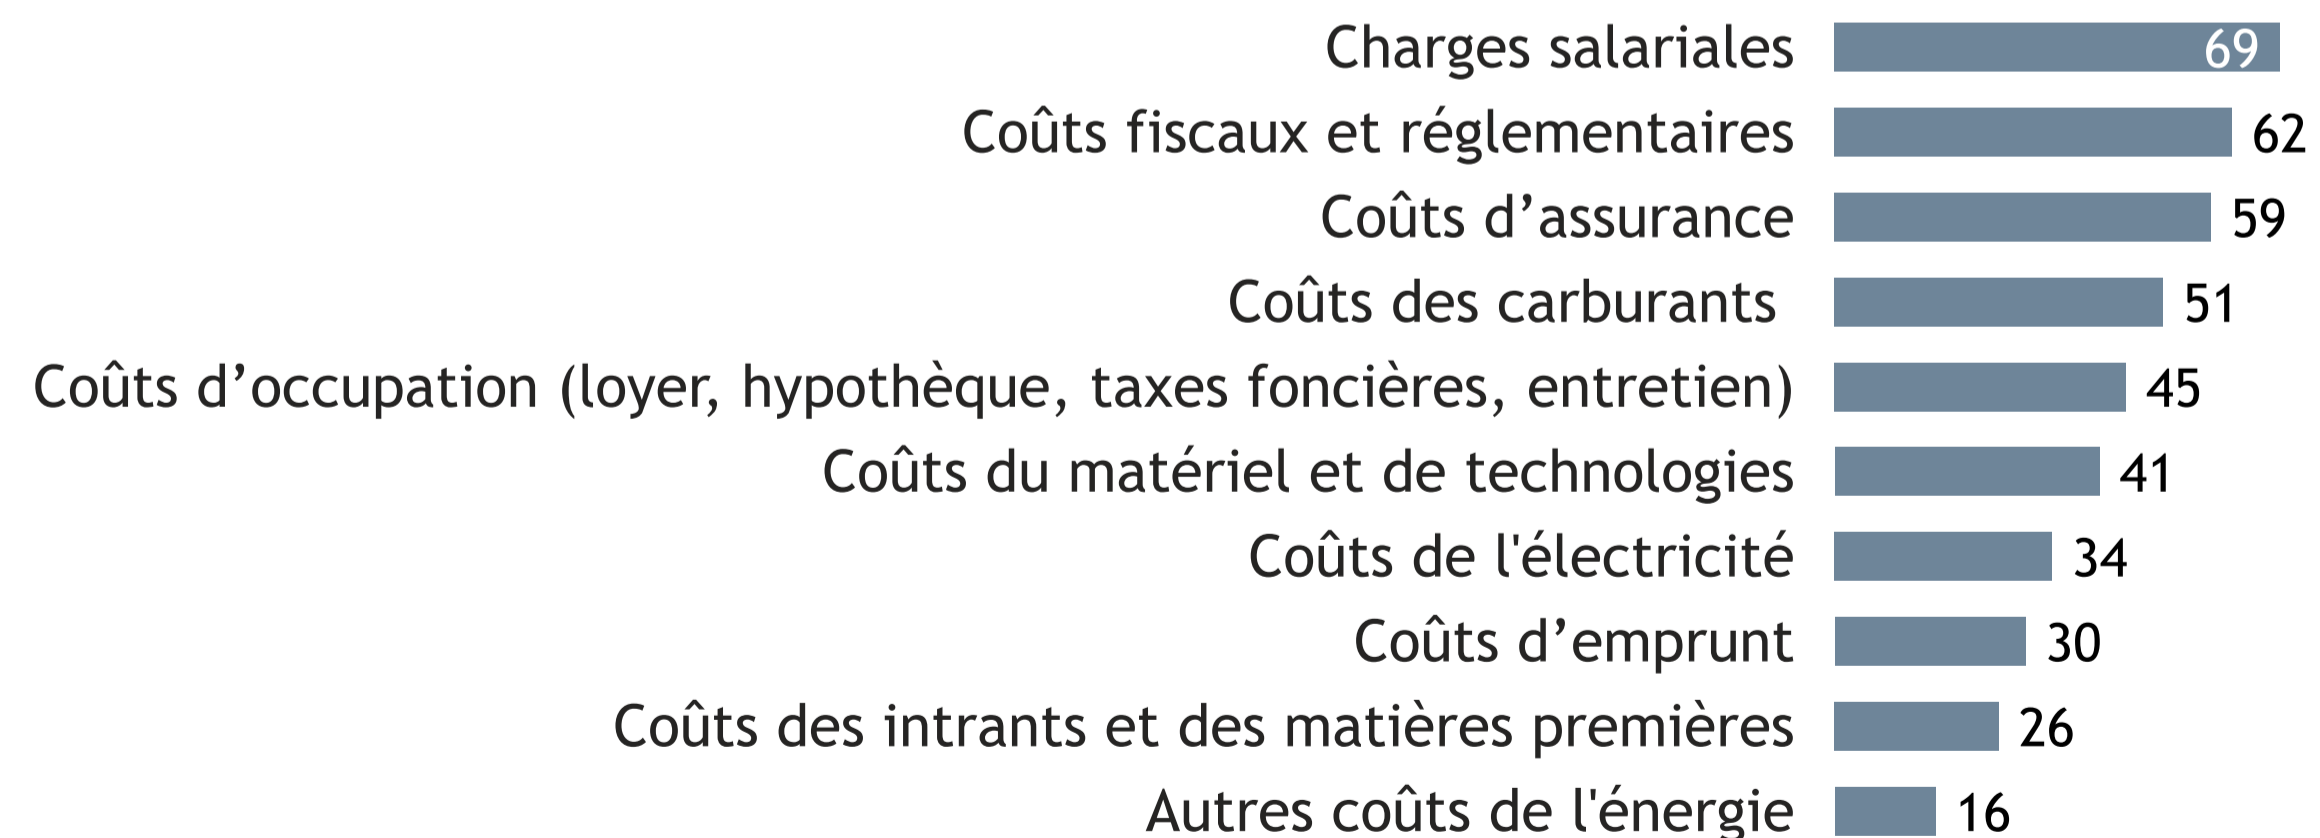 Charges salariales 69
Coûts fiscaux et réglementaires 62
Coûts d’assurance 59
Coûts des carburants 51
Coûts d’occupation (loyer, hypothèque, taxes foncières, entretien) 45
Coûts du matériel et de technologies 41
Coûts de l'électricité 34
Coûts d’emprunt 30
Coûts des intrants et des matières premières 26
Autres coûts de l'énergie 16